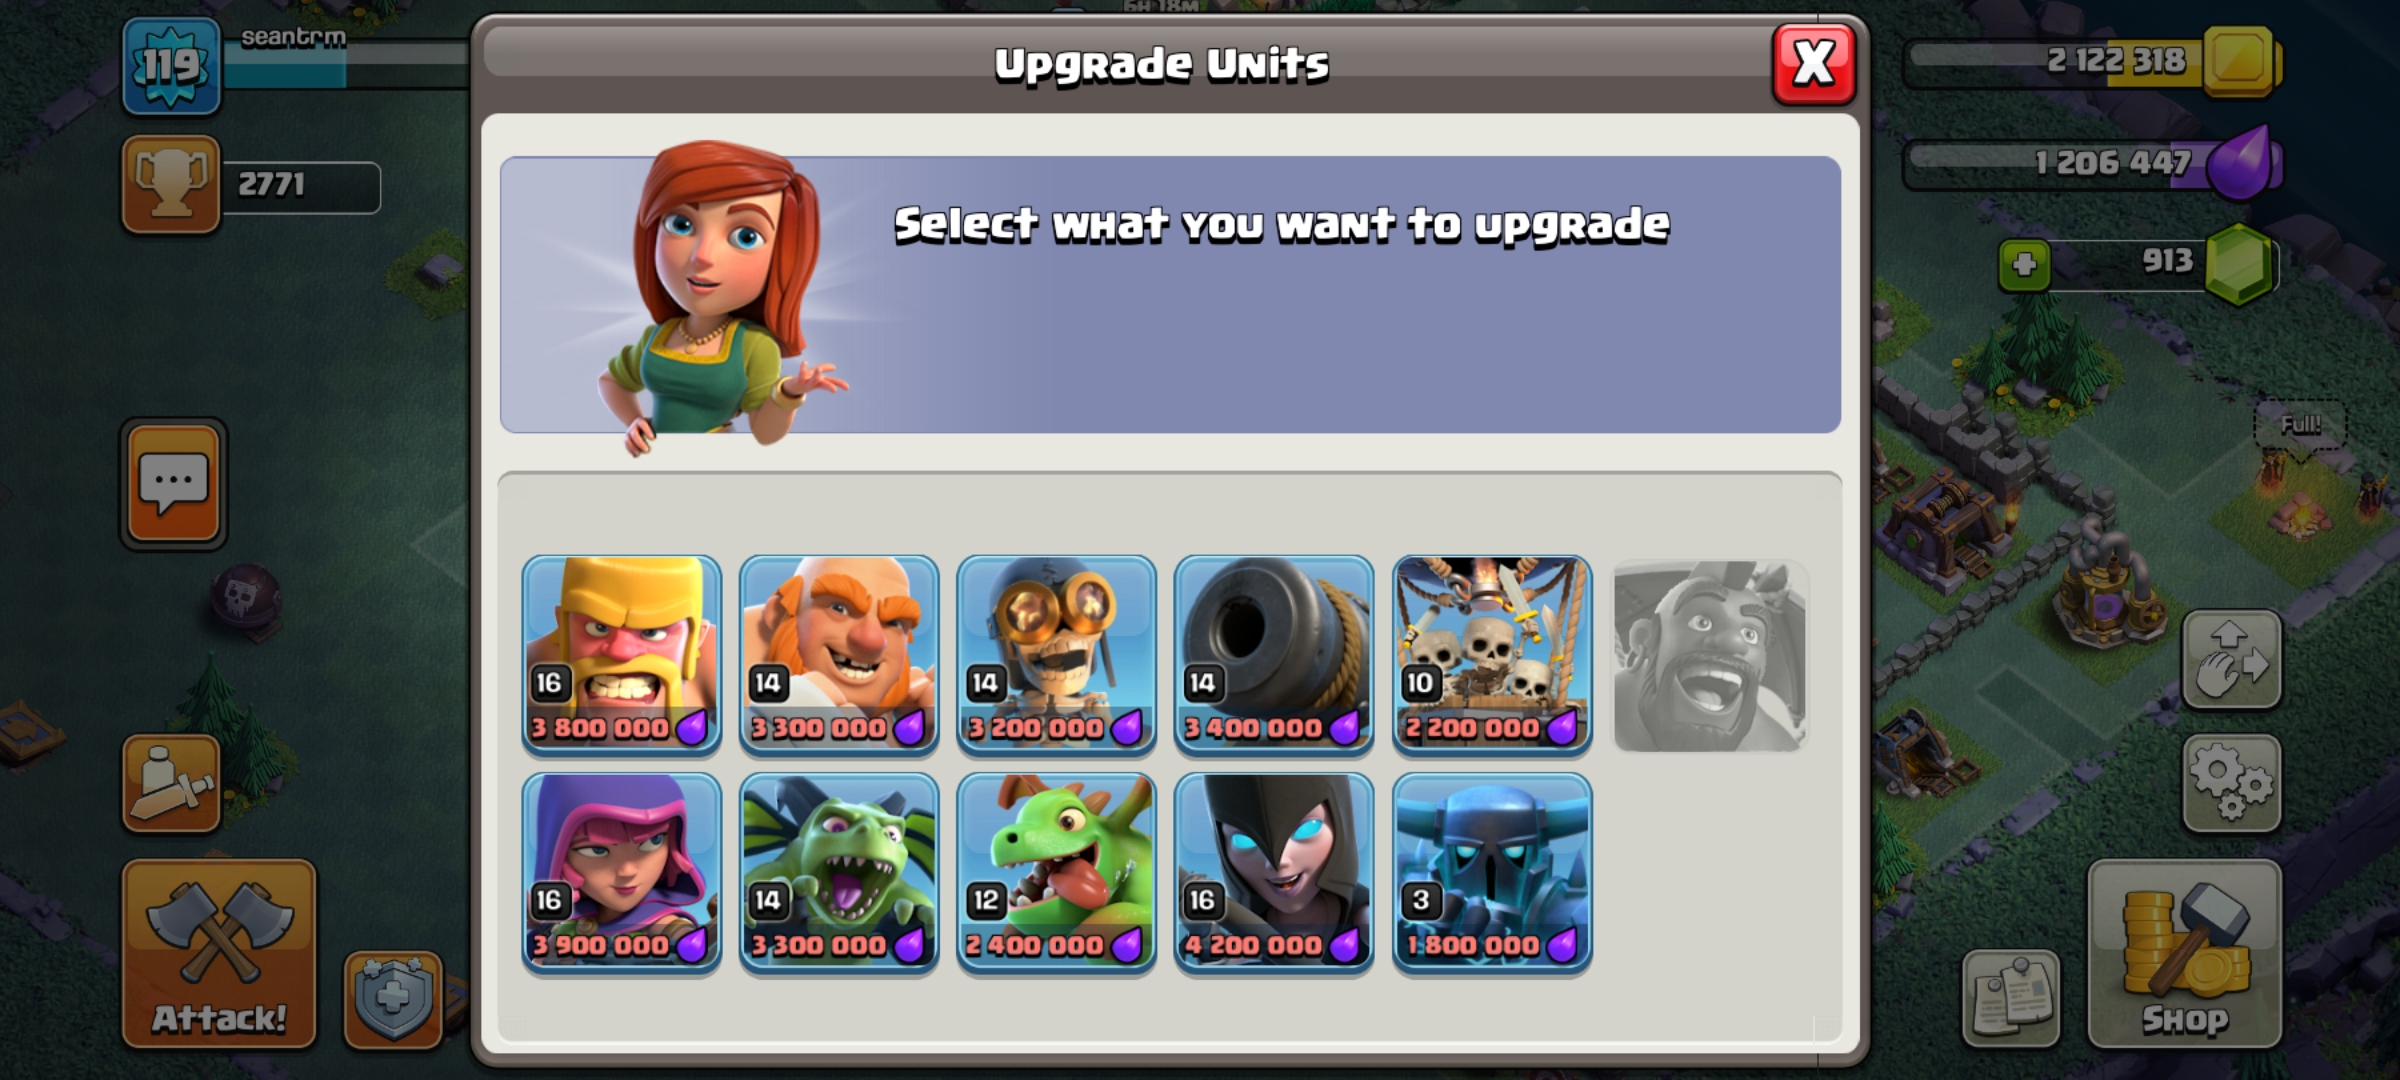 6H 18M
119
seantrm
Upgrade Units
X
2 122 318
2771
1 206 447
Select what you want to upgrade
913
Full!
16
14
14
14
10
3 800 000
3 300 000
3 200 000
3 400 000
2 200 000
16
14
12
16
3
3 900 000
3 300 000
2 400 000
4 200 000
1 800 000
Attack!
Shop